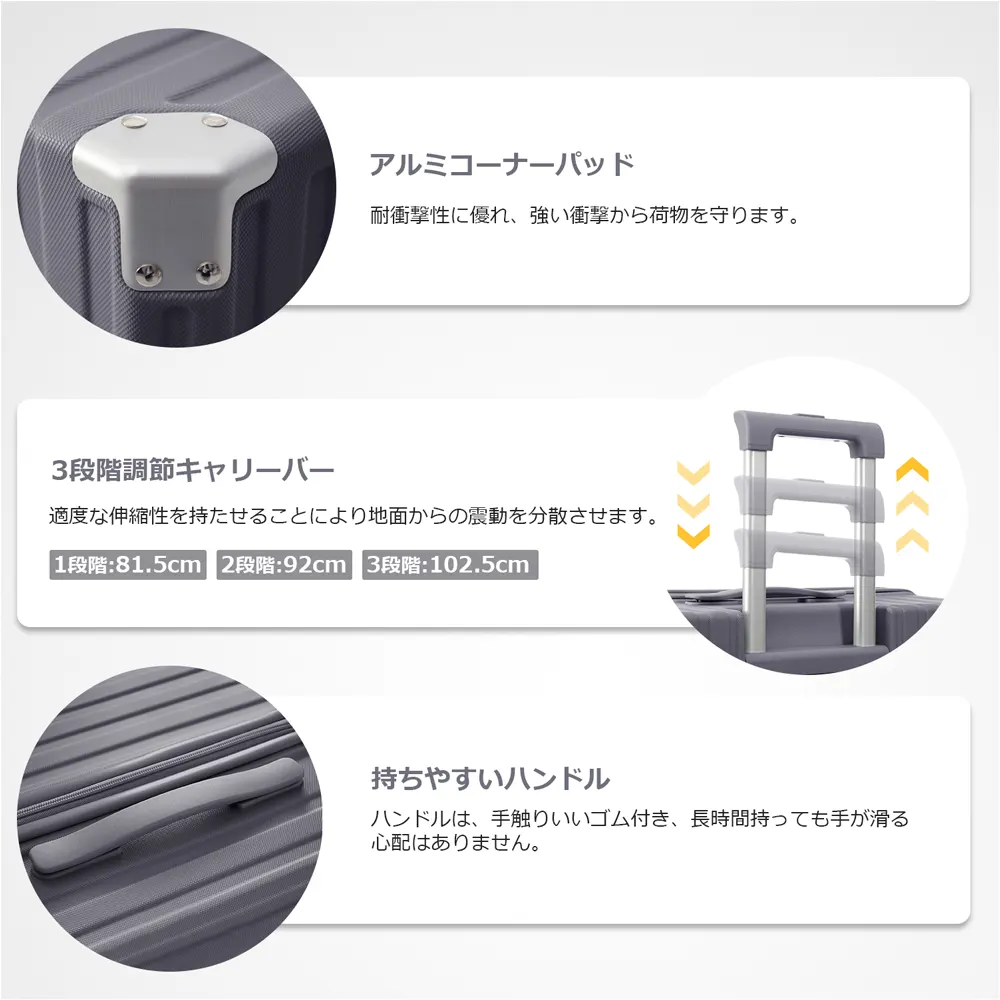 アルミコーナーパッド
耐衝撃性に優れ、強い衝撃から荷物を守ります。
3段階調節キャリーバー
適度な伸縮性を持たせることにより地面からの震動を分散させます。
1段階:81.5cm 2段階:92cm 3段階:102.5cm
持ちやすいハンドル
ハンドルは、手触りいいゴム付き、長時間持っても手が滑る
心配はありません。